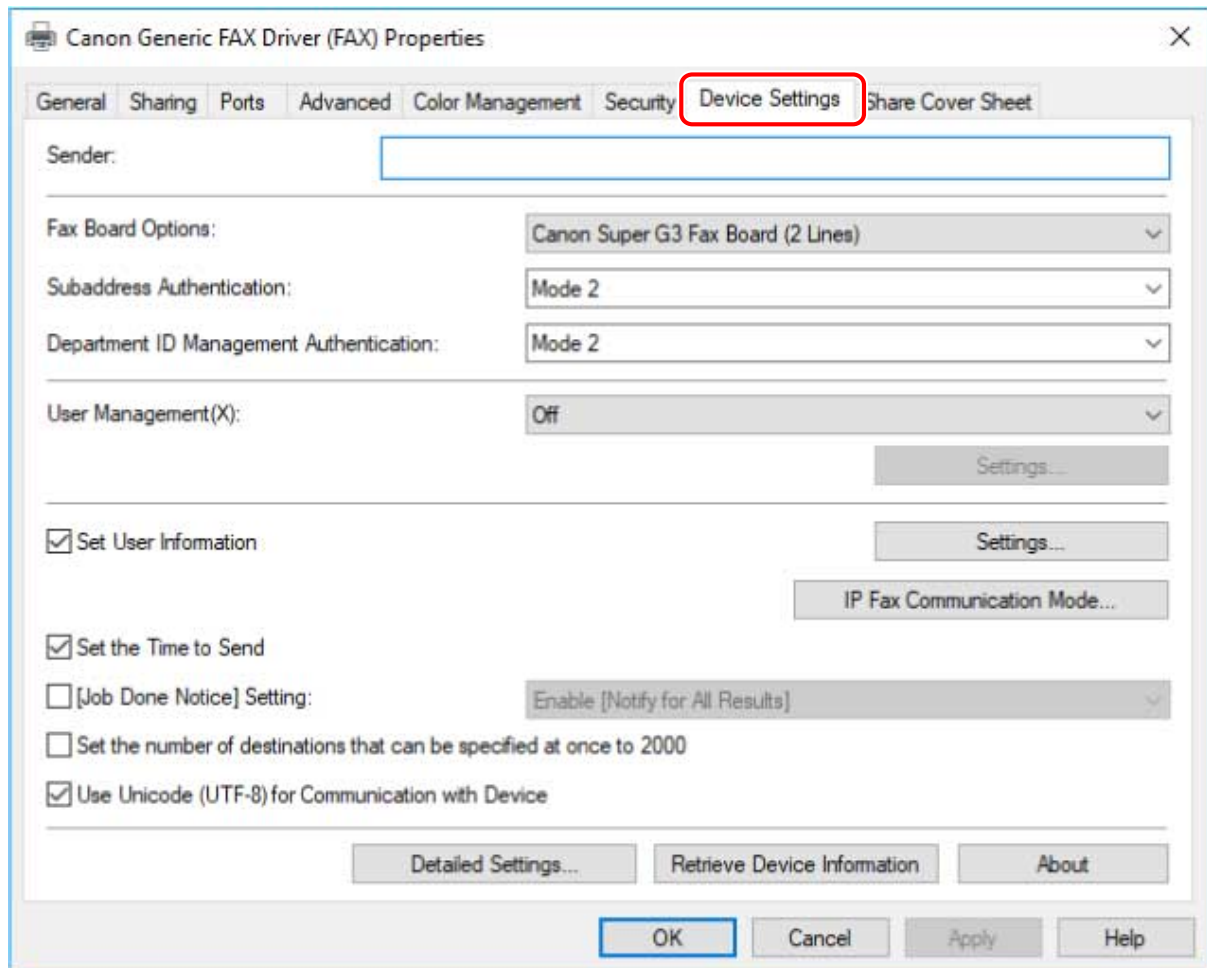 Canon Generic FAX Driver (FAX) Properties
General Sharing Ports Advanced Color Management Security Device Settings Share Cover Sheet
Sender:
Fax Board Options: Canon Super G3 Fax Board (2 Lines)
Subaddress Authentication: Mode 2
Department ID Management Authentication: Mode 2
User Management(X): Off
Settings...
Set User Information Settings...
IP Fax Communication Mode...
Set the Time to Send
[Job Done Notice] Setting: Enable [Notify for All Results]
Set the number of destinations that can be specified at once to 2000
Use Unicode (UTF-8) for Communication with Device
Detailed Settings... Retrieve Device Information About
OK Cancel Apply Help